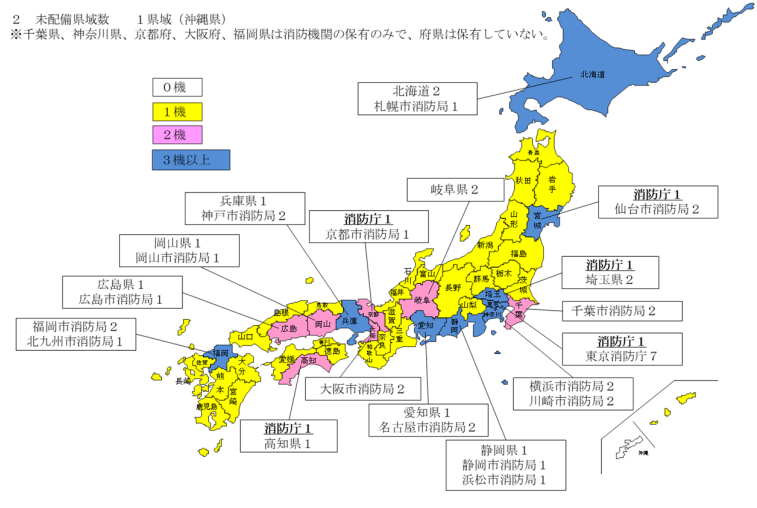 ２　未配備県域数　　１県域（沖縄県）
※千葉県、神奈川県、京都府、大阪府、福岡県は消防機関の保有のみで、府県は保有していない。
０機
１機
２機
３機以上
北海道２
札幌市消防局１
北海道
岐阜県２
消防庁１
仙台市消防局２
兵庫県１
神戸市消防局２
消防庁１
京都市消防局１
岡山県１
岡山市消防局１
消防庁１
埼玉県２
広島県１
広島市消防局１
千葉市消防局２
福岡市消防局２
北九州市消防局１
消防庁１
東京消防庁７
大阪市消防局２
横浜市消防局２
川崎市消防局２
愛知県１
名古屋市消防局２
消防庁１
高知県１
静岡県１
静岡市消防局１
浜松市消防局１
青森
秋田
岩手
山形
宮城
新潟
福島
石川
富山
群馬
栃木
茨城
福井
長野
埼玉
岐阜
山梨
東京
千葉
神奈川
鳥取
島根
京都
滋賀
兵庫
愛知
静岡
広島
岡山
大阪
奈良
三重
山口
香川
和歌山
福岡
愛媛
徳島
高知
佐賀
大分
長崎
熊本
宮崎
鹿児島
沖縄